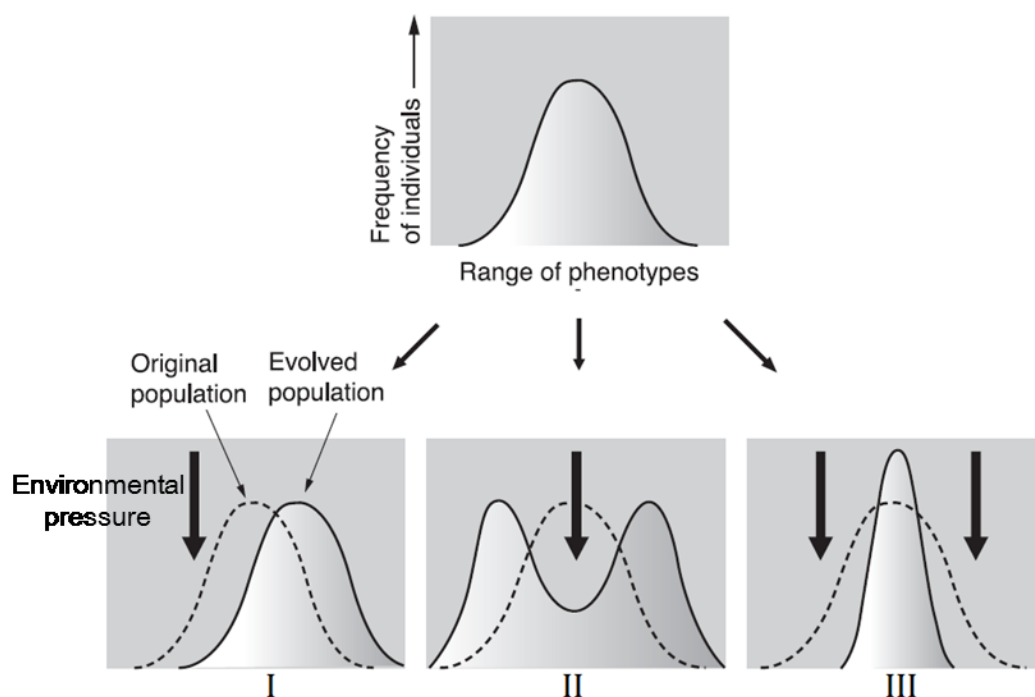 Frequency
of individuals
Range of phenotypes
Original
population
Evolved
population
Environmental
pressure
I
II
III